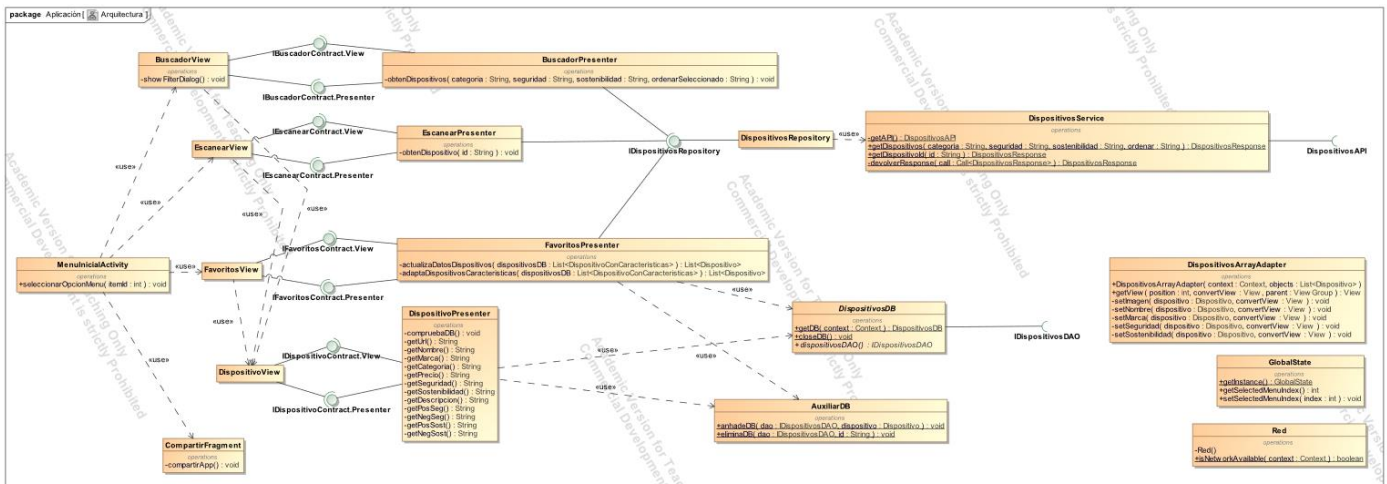 package Aplicación [ Arquitectura ]
BuscadorView
operations
-showFilterDialog() : void
IBuscadorContract.View
IBuscadorContract.Presenter
BuscadorPresenter
operations
-obtenDispositivos( categoria : String, seguridad : String, sostenibilidad : String, ordenarSeleccionado : String ) : void
EscanearView
IEscanearContract.View
IEscanearContract.Presenter
EscanearPresenter
operations
-obtenDispositivo( id : String ) : void
IDispositivosRepository
DispositivosRepository
«use»
DispositivosService
operations
-getAPI() : DispositivosAPI
+getDispositivos( categoria : String, seguridad : String, sostenibilidad : String, ordenar : String ) : DispositivosResponse
+getDispositivoId( id : String ) : DispositivosResponse
-devolverResponse( call : Call<DispositivosResponse> ) : DispositivosResponse
DispositivosAPI
«use»
«use»
«use»
«use»
MenuInicialActivity
operations
+seleccionarOpcionMenu( itemId : int ) : void
«use»
FavoritosView
IFavoritosContract.View
IFavoritosContract.Presenter
FavoritosPresenter
operations
-actualizaDatosDispositivos( dispositivosDB : List<DispositivoConCaracteristicas> ) : List<Dispositivo>
-adaptaDispositivosCaracteristicas( dispositivosDB : List<DispositivoConCaracteristicas> ) : List<Dispositivo>
«use»
«use»
«use»
DispositivoView
IDispositivoContract.View
IDispositivoContract.Presenter
DispositivoPresenter
operations
-compruebaDB() : void
-getUrl() : String
-getNombre() : String
-getMarca() : String
-getCategoria() : String
-getPrecio() : String
-getSeguridad() : String
-getSostenibilidad() : String
-getDescripcion() : String
-getPosSeg() : String
-getNegSeg() : String
-getPosSost() : String
-getNegSost() : String
«use»
«use»
«use»
DispositivosDB
operations
+getDB( context : Context ) : DispositivosDB
+closeDB() : void
+dispositivosDAO() : IDispositivosDAO
IDispositivosDAO
AuxiliarDB
operations
+anhadeDB( dao : IDispositivosDAO, dispositivo : Dispositivo ) : void
+eliminaDB( dao : IDispositivosDAO, id : String ) : void
CompartirFragment
operations
-compartirApp() : void
DispositivosArrayAdapter
operations
+DispositivosArrayAdapter( context : Context, objects : List<Dispositivo> )
+getView( position : int, convertView : View, parent : ViewGroup ) : View
-setImagen( dispositivo : Dispositivo, convertView : View ) : void
-setNombre( dispositivo : Dispositivo, convertView : View ) : void
-setMarca( dispositivo : Dispositivo, convertView : View ) : void
-setSeguridad( dispositivo : Dispositivo, convertView : View ) : void
-setSostenibilidad( dispositivo : Dispositivo, convertView : View ) : void
GlobalState
operations
+getInstance() : GlobalState
+getSelectedMenuIndex() : int
+setSelectedMenuIndex( index : int ) : void
Red
operations
-Red()
+isNetworkAvailable( context : Context ) : boolean
Academic Version for Teaching Only
Commercial Development is strictly Prohibited